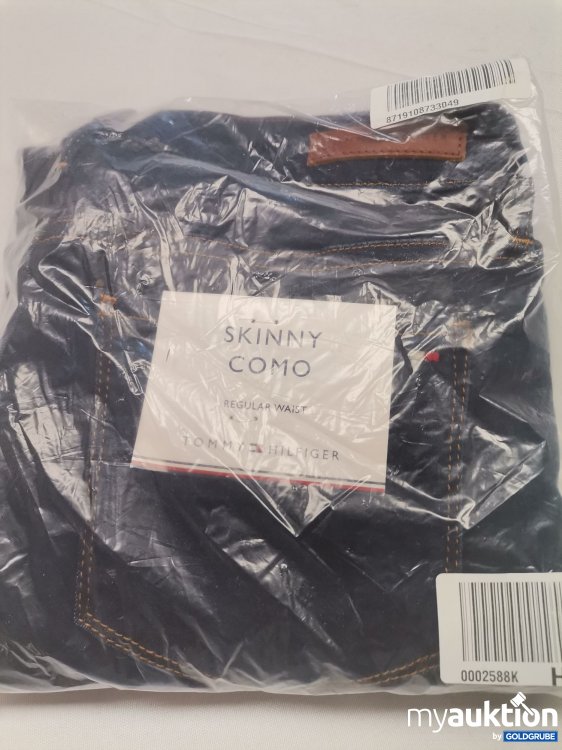 8719108733049
SKINNY
COMO
REGULAR WAIST
TOMMY HILFIGER
0002588K
H
myauktion
by GOLDGRUBE